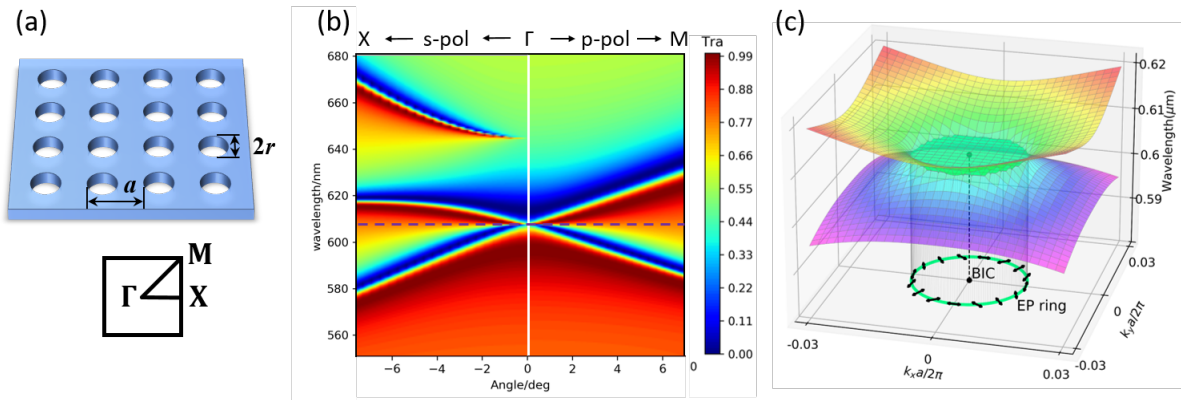 (a)
2r
a
M
Γ
X
(b)
X ← s-pol ← Γ → p-pol → M
Tra
680
660
640
620
600
580
560
wavelength/nm
-6 -4 -2 0 2 4 6
Angle/deg
0.99
0.88
0.77
0.66
0.55
0.44
0.33
0.22
0.11
0.00
0
(c)
0.62
0.61
0.6
0.59
Wavelength(μm)
BIC
EP ring
-0.03
0
0.03
kₓa/2π
-0.03
0
0.03
kᵧa/2π